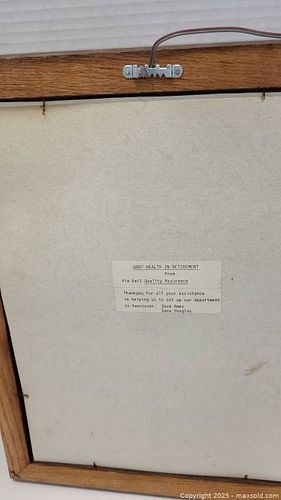 GOOD HEALTH IN RETIREMENT
From
Via Rail Quality Assurance
Thankyou for all your assistance
in helping us to set up our department
in Vancouver. Dave Ames
Dave Douglas
Copyright 2025 - maxsold.com